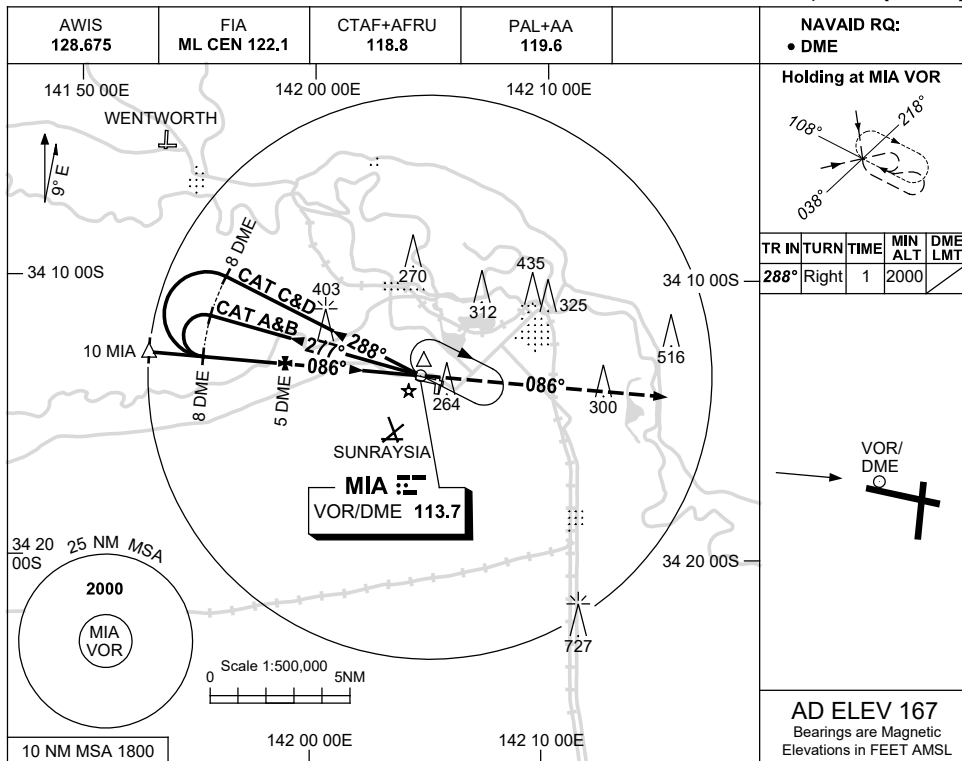 AWIS
128.675
FIA
ML CEN 122.1
CTAF+AFRU
118.8
PAL+AA
119.6
NAVAID RQ:
• DME
Holding at MIA VOR
108°
218°
038°
TR IN TURN TIME MIN ALT DME LMT
288° Right 1 2000
141 50 00E
142 00 00E
142 10 00E
WENTWORTH
9° E
34 10 00S
34 10 00S
8 DME
CAT C&D
288°
CAT A&B
277°
403
270
312
435
325
516
10 MIA
086°
086°
8 DME
5 DME
264
300
SUNRAYSIA
MIA
VOR/DME 113.7
VOR/
DME
34 20
00S
34 20 00S
25 NM MSA
2000
MIA
VOR
727
Scale 1:500,000
0 5NM
10 NM MSA 1800
142 00 00E
142 10 00E
AD ELEV 167
Bearings are Magnetic
Elevations in FEET AMSL